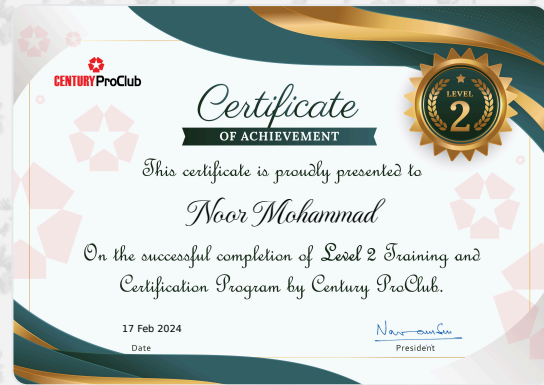 CENTURY ProClub
Certificate
OF ACHIEVEMENT
LEVEL
2
This certificate is proudly presented to
Noor Mohammad
On the successful completion of Level 2 Training and
Certification Program by Century ProClub.
17 Feb 2024
Date
President